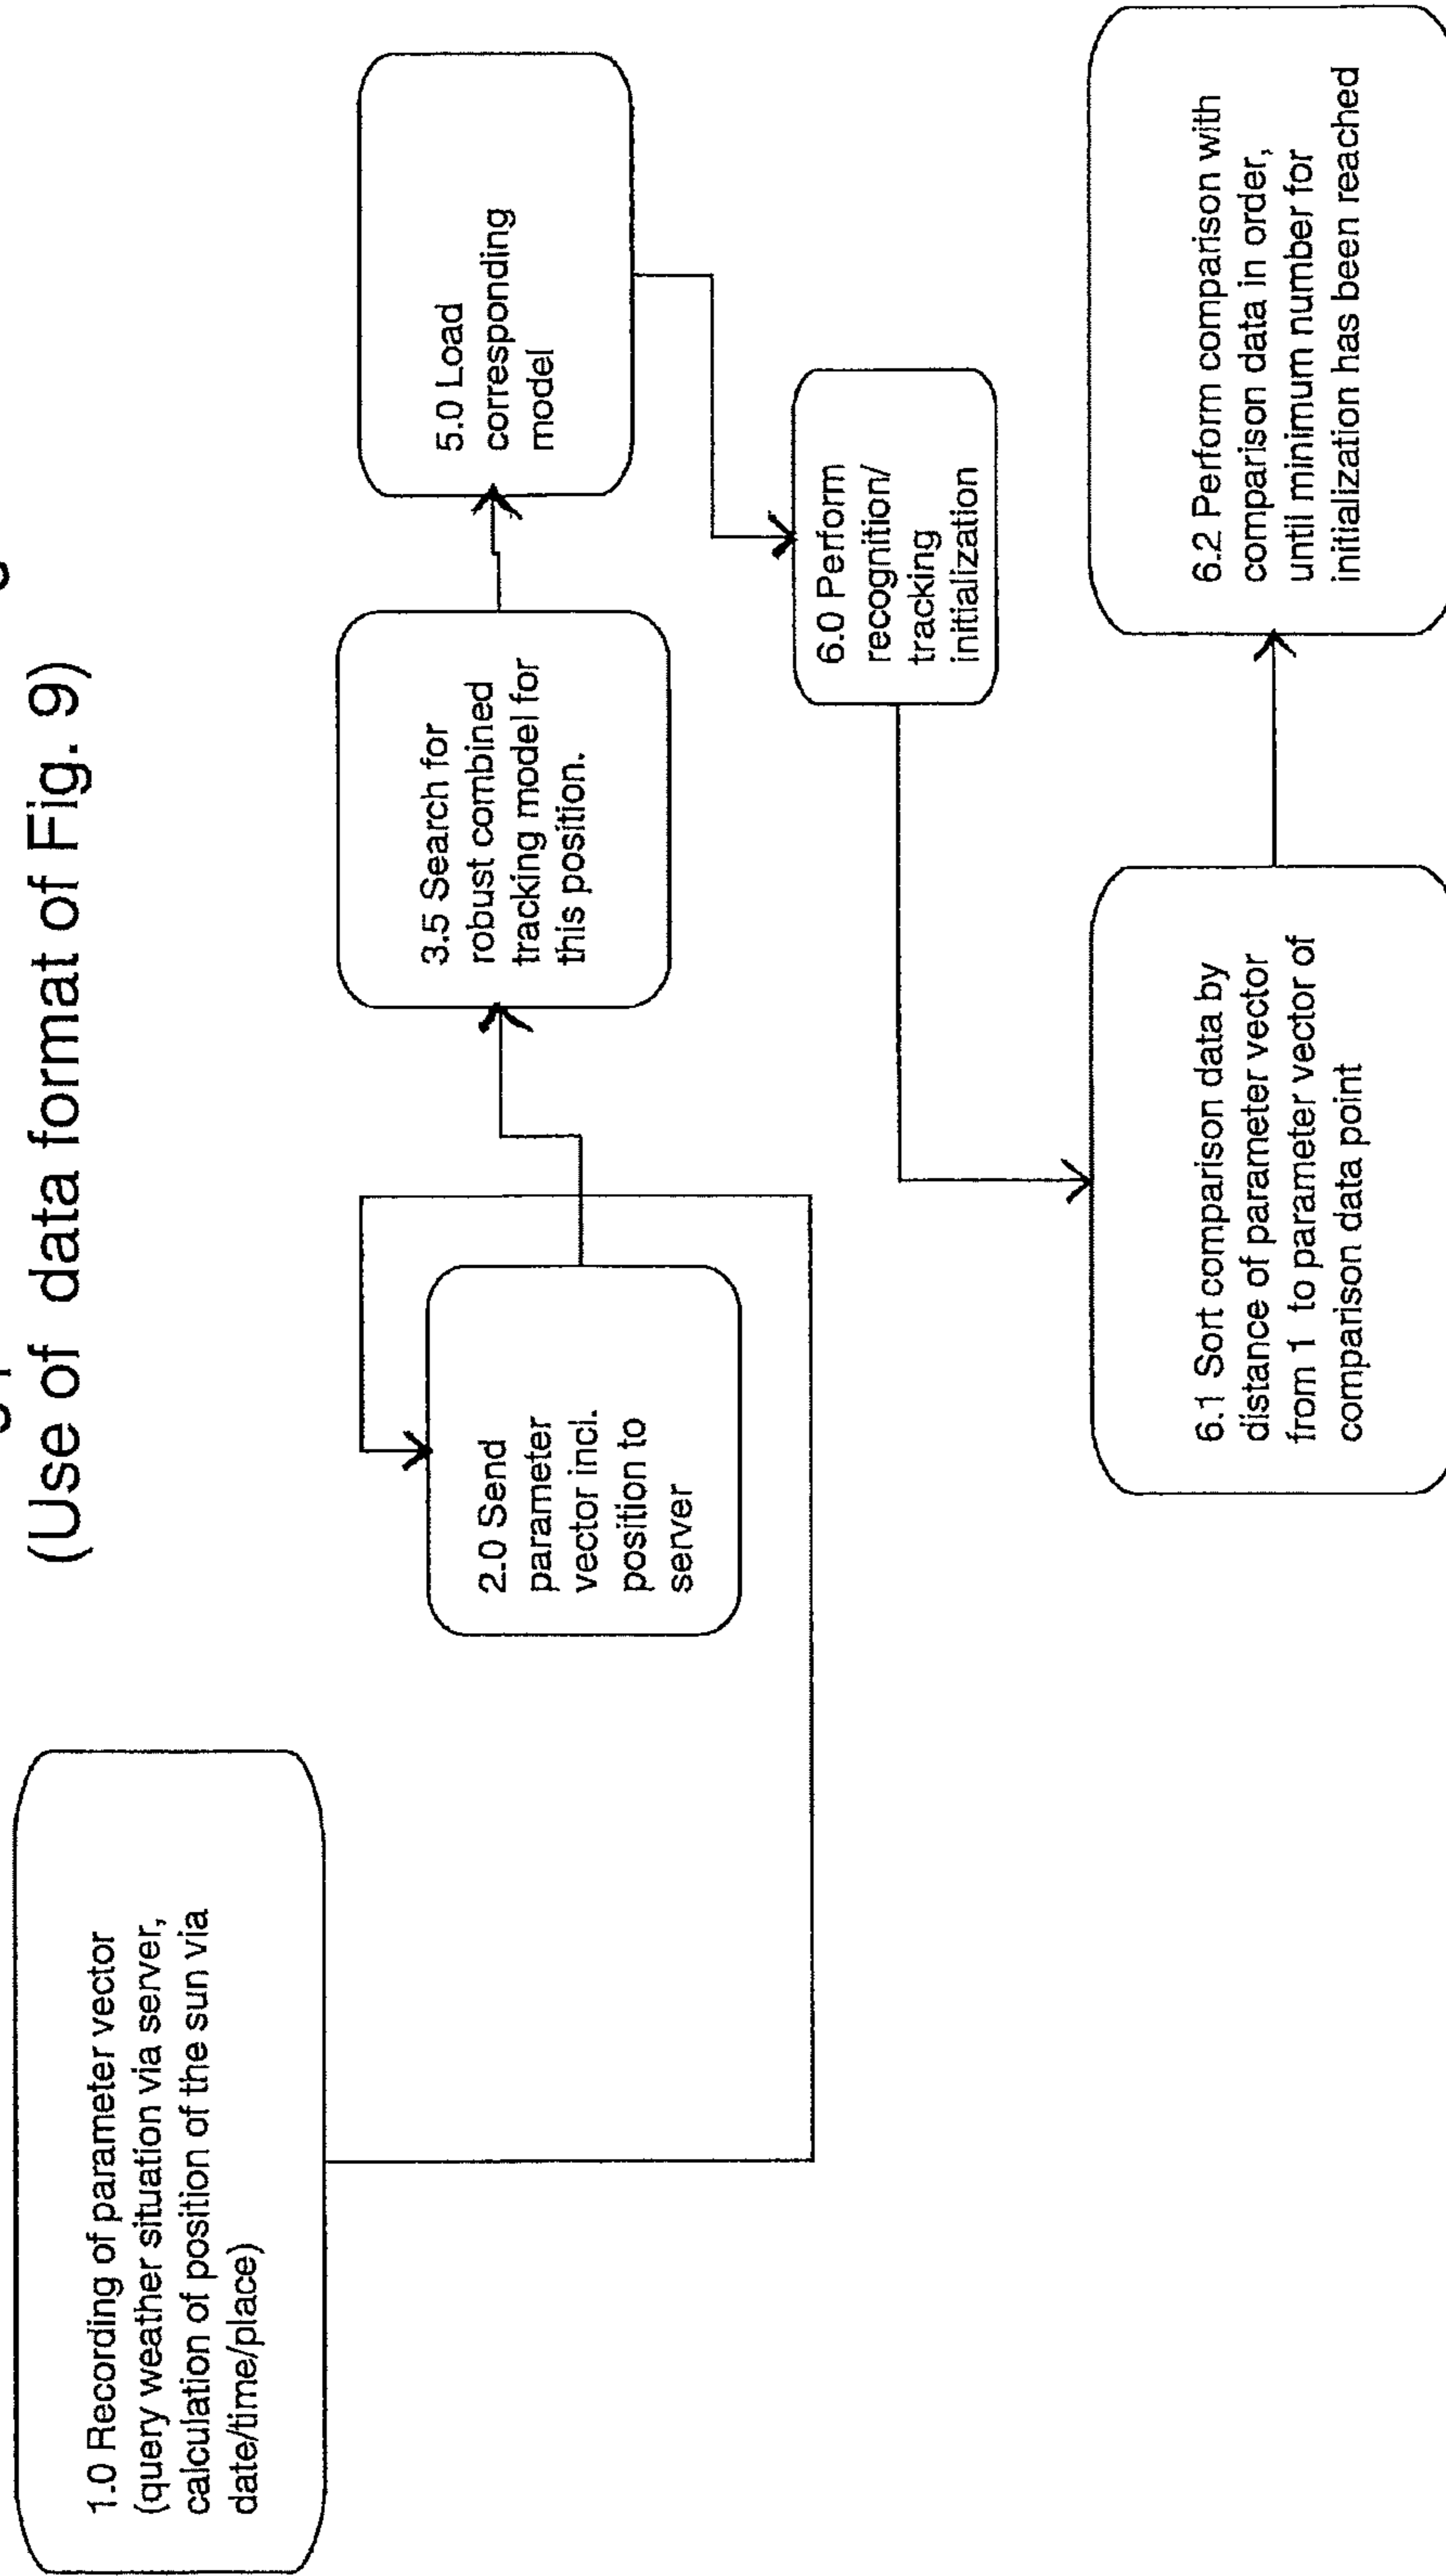 (Use of data format of Fig. 9)
1.0 Recording of parameter vector
(query weather situation via server,
calculation of position of the sun via
date/time/place)
2.0 Send
parameter
vector incl.
position to
server
3.5 Search for
robust combined
tracking model for
this position.
5.0 Load
corresponding
model
6.0 Perform
recognition/
tracking
initialization
6.1 Sort comparison data by
distance of parameter vector
from 1 to parameter vector of
comparison data point
6.2 Perform comparison with
comparison data in order,
until minimum number for
initialization has been reached